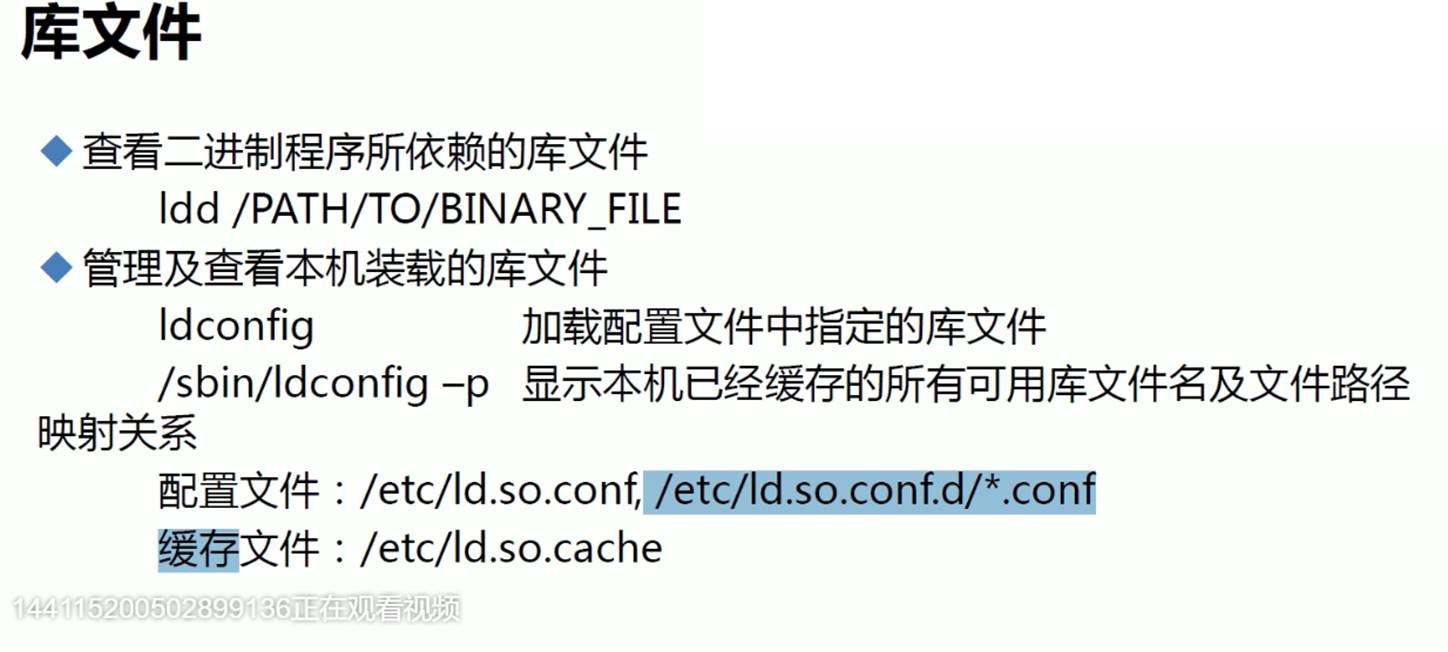 库文件
查看二进制程序所依赖的库文件
ldd /PATH/TO/BINARY_FILE
管理及查看本机装载的库文件
ldconfig 加载配置文件中指定的库文件
/sbin/ldconfig –p 显示本机已经缓存的所有可用库文件名及文件路径
映射关系
配置文件：/etc/ld.so.conf, /etc/ld.so.conf.d/*.conf
缓存文件：/etc/ld.so.cache
144115200502899136正在观看视频